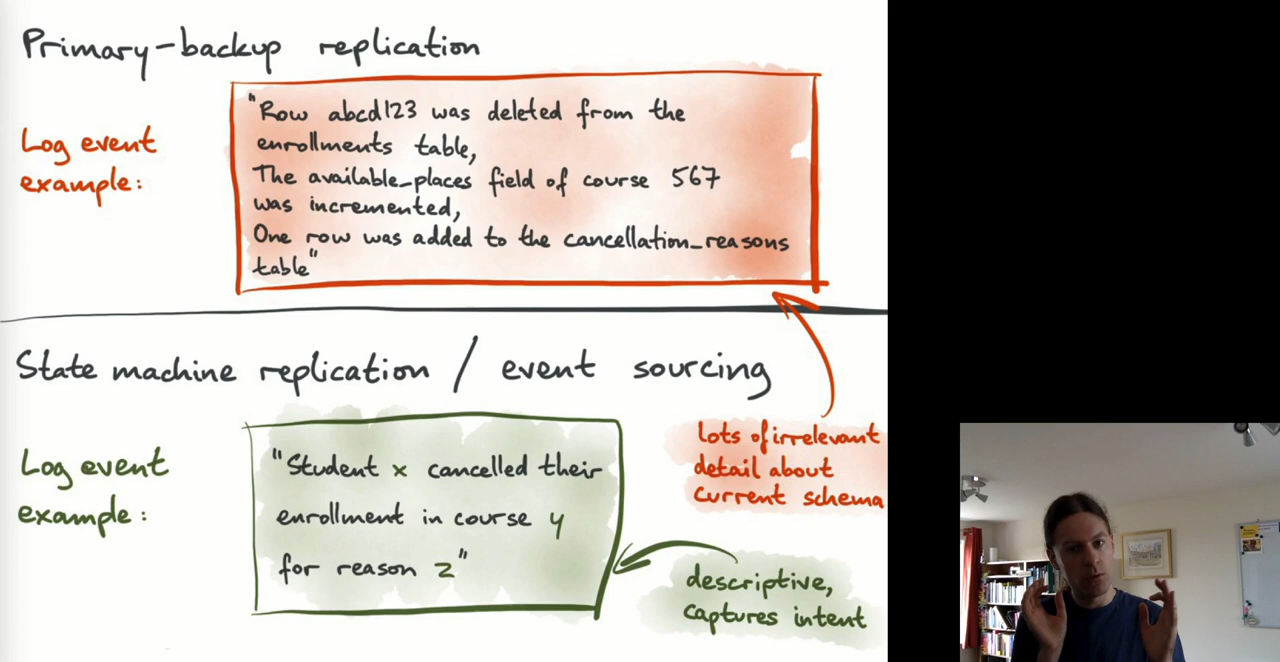 Primary-backup replication
Log event
example:
"Row abcd123 was deleted from the
enrollments table,
The available_places field of course 567
was incremented,
One row was added to the cancellation_reasons
table"
State machine replication / event sourcing
Log event
example:
"Student x cancelled their
enrollment in course y
for reason z"
lots of irrelevant
detail about
current schema
descriptive,
captures intent